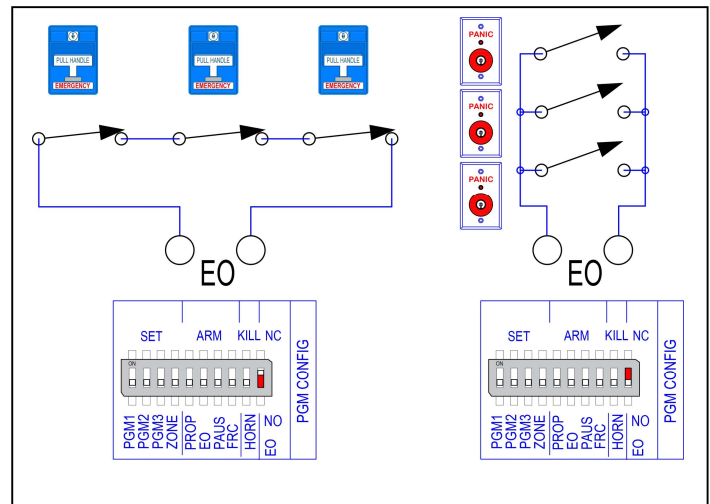 PULL HANDLE
EMERGENCY
PULL HANDLE
EMERGENCY
PULL HANDLE
EMERGENCY
EO
SET ARM KILL NC
ON
PGM1
PGM2
PGM3
ZONE
PROP
EO
PAUS
FRC
HORN
NO
EO
PGM CONFIG
PANIC
PANIC
PANIC
EO
SET ARM KILL NC
ON
PGM1
PGM2
PGM3
ZONE
PROP
EO
PAUS
FRC
HORN
NO
EO
PGM CONFIG